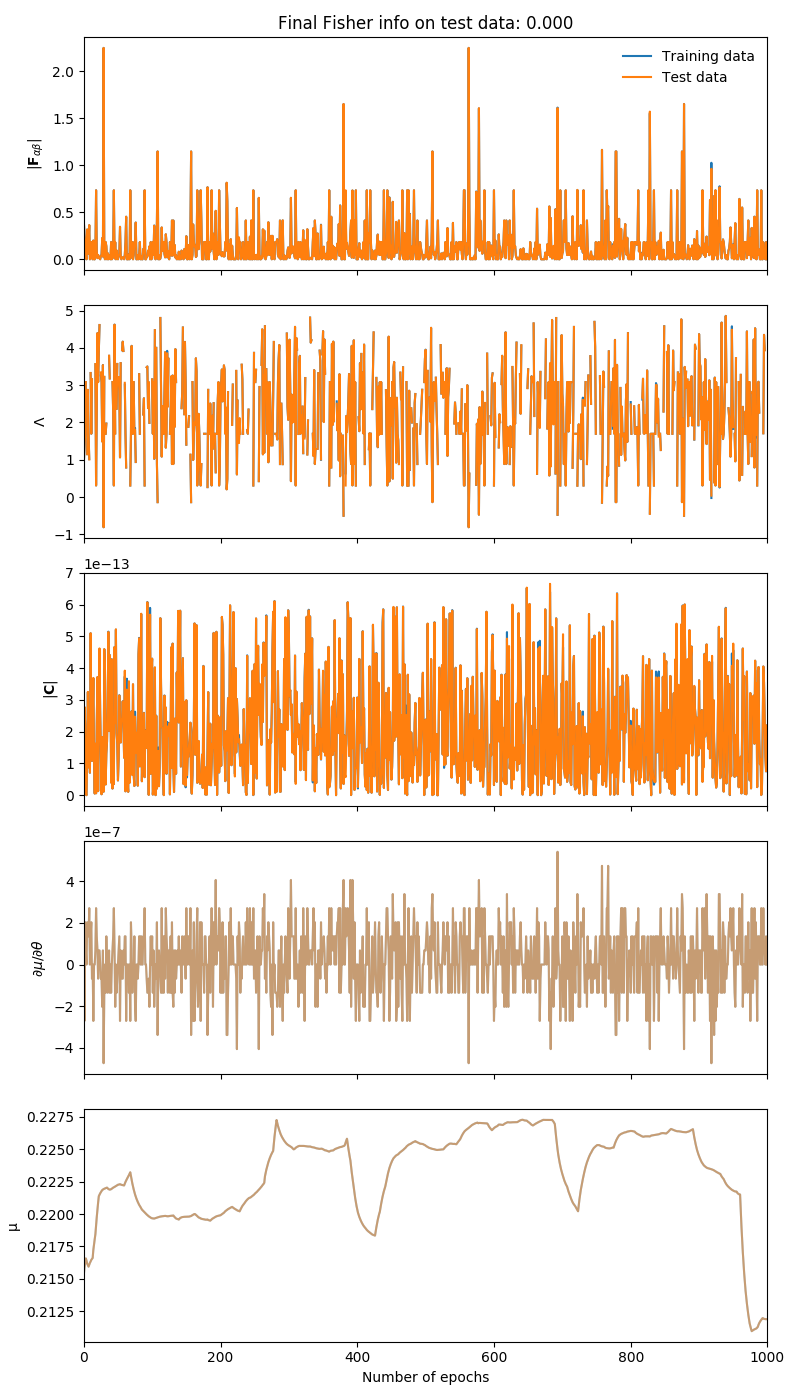 Final Fisher info on test data: 0.000
Training data
Test data
|F_{αβ}|
2.0
1.5
1.0
0.5
0.0
Λ
5
4
3
2
1
0
−1
1e−13
|C|
7
6
5
4
3
2
1
0
1e−7
∂μ/∂θ
4
2
0
−2
−4
μ
0.2275
0.2250
0.2225
0.2200
0.2175
0.2150
0.2125
0 200 400 600 800 1000
Number of epochs